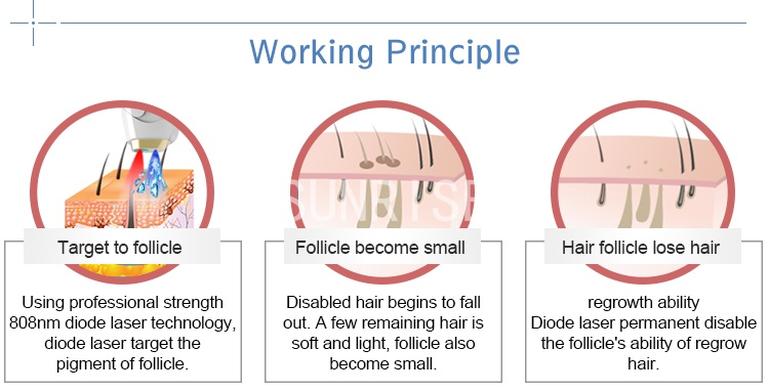 Working Principle
Target to follicle
Using professional strength
808nm diode laser technology,
diode laser target the
pigment of follicle.
Follicle become small
Disabled hair begins to fall
out. A few remaining hair is
soft and light, follicle also
become small.
Hair follicle lose hair
regrowth ability
Diode laser permanent disable
the follicle's ability of regrow
hair.
SUNRYSE